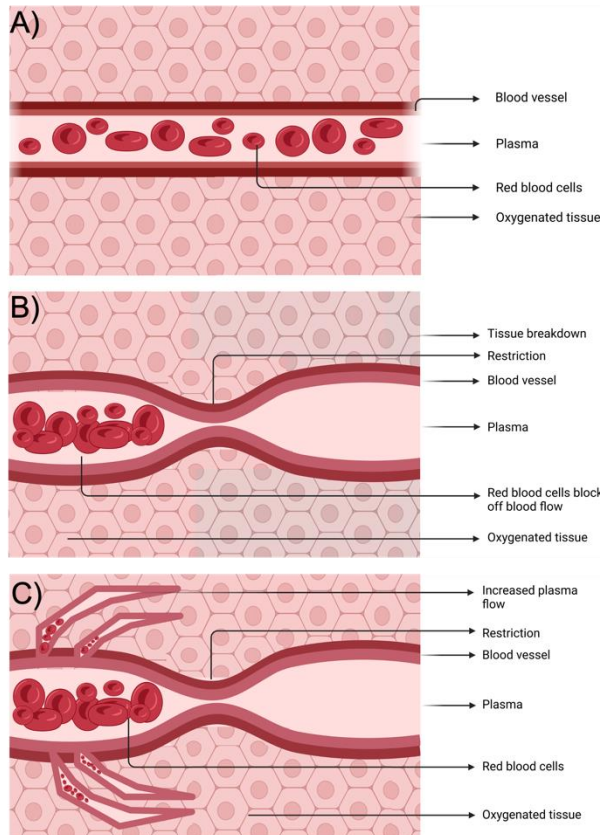 A)
Blood vessel
Plasma
Red blood cells
Oxygenated tissue
B)
Tissue breakdown
Restriction
Blood vessel
Plasma
Red blood cells block
off blood flow
Oxygenated tissue
C)
Increased plasma
flow
Restriction
Blood vessel
Plasma
Red blood cells
Oxygenated tissue